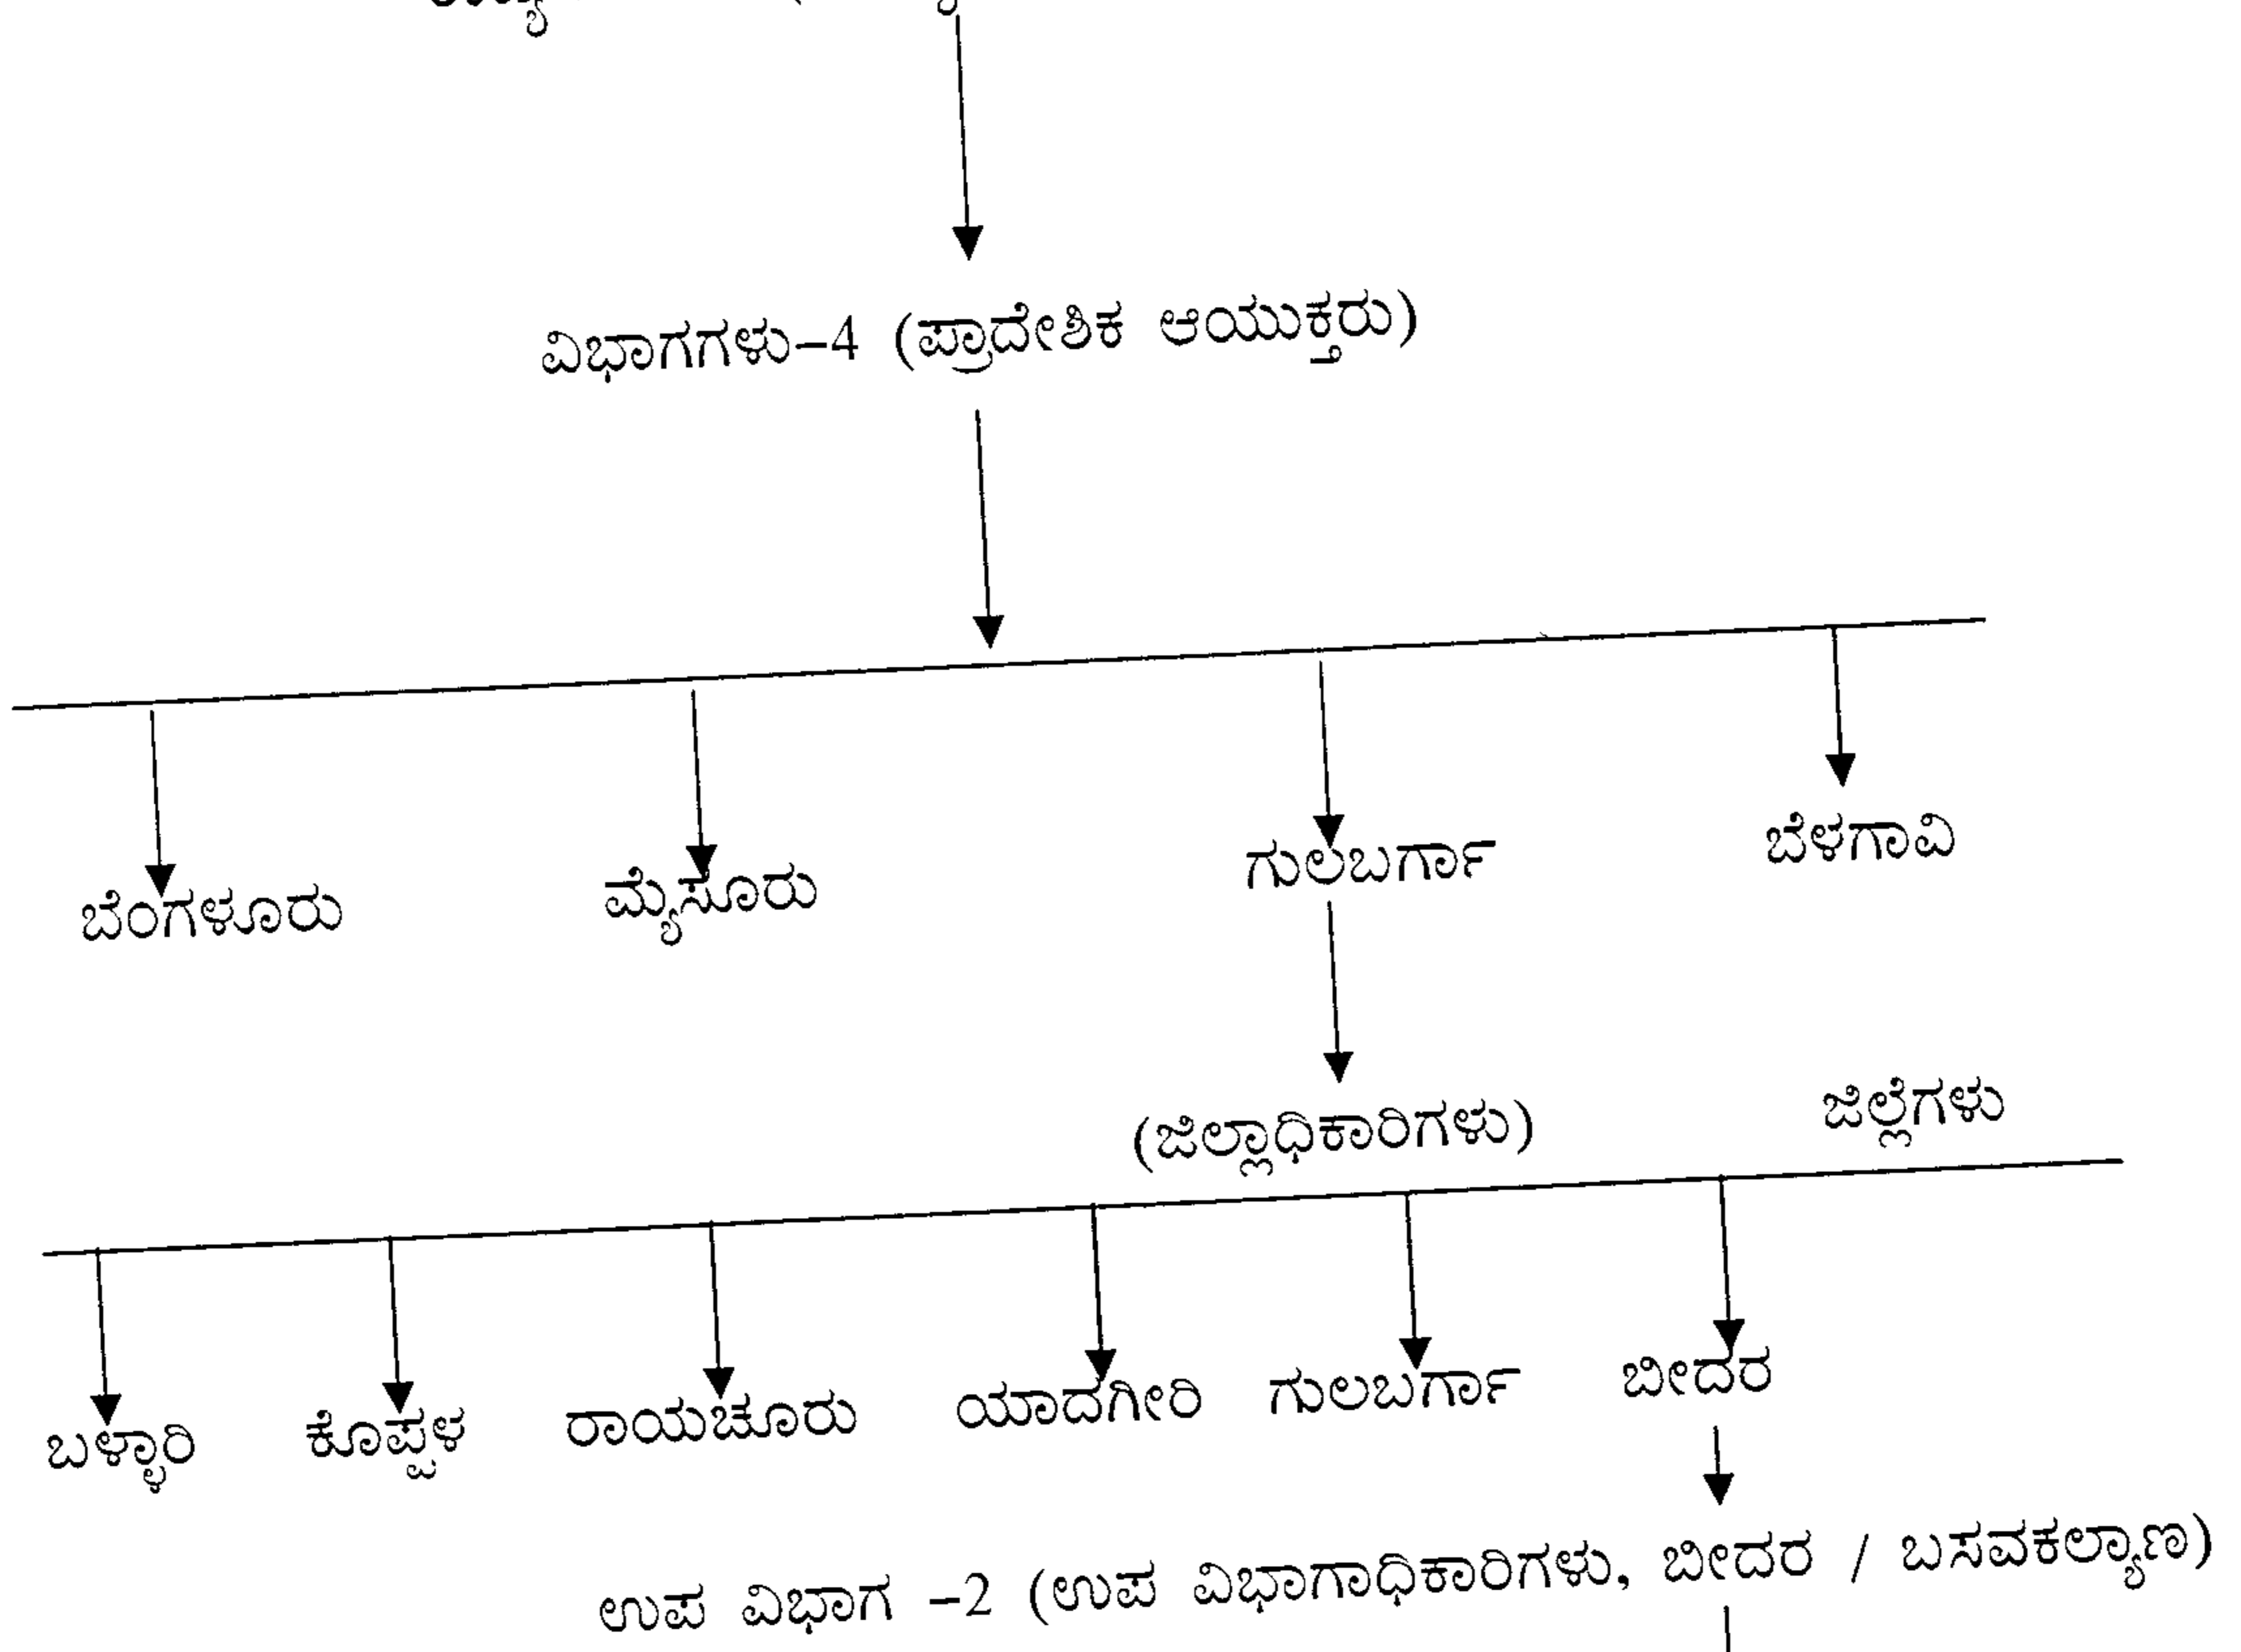 ವಿಭಾಗಗಳು–4 (ಪ್ರಾದೇಶಿಕ ಆಯುಕ್ತರು)
ಬೆಂಗಳೂರು ಮೈಸೂರು ಗುಲಬರ್ಗಾ ಬೆಳಗಾವಿ
(ಜಿಲ್ಲಾಧಿಕಾರಿಗಳು) ಜಿಲ್ಲೆಗಳು
ಬಳ್ಳಾರಿ ಕೊಪ್ಪಳ ರಾಯಚೂರು ಯಾದಗೀರಿ ಗುಲಬರ್ಗಾ ಬೀದರ
ಉಪ ವಿಭಾಗ –2 (ಉಪ ವಿಭಾಗಾಧಿಕಾರಿಗಳು, ಬೀದರ / ಬಸವಕಲ್ಯಾಣ)